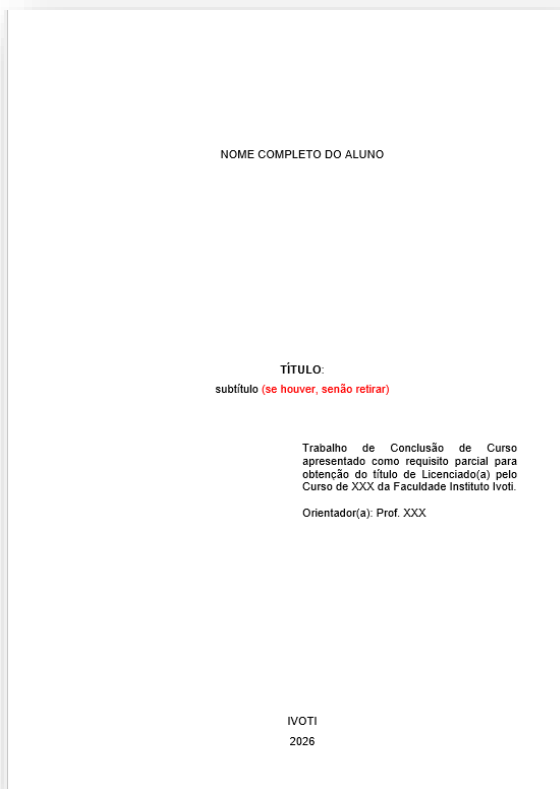 NOME COMPLETO DO ALUNO
TÍTULO:
subtítulo (se houver, senão retirar)
Trabalho de Conclusão de Curso
apresentado como requisito parcial para
obtenção do título de Licenciado(a) pelo
Curso de XXX da Faculdade Instituto Ivoti.
Orientador(a): Prof. XXX
IVOTI
2026